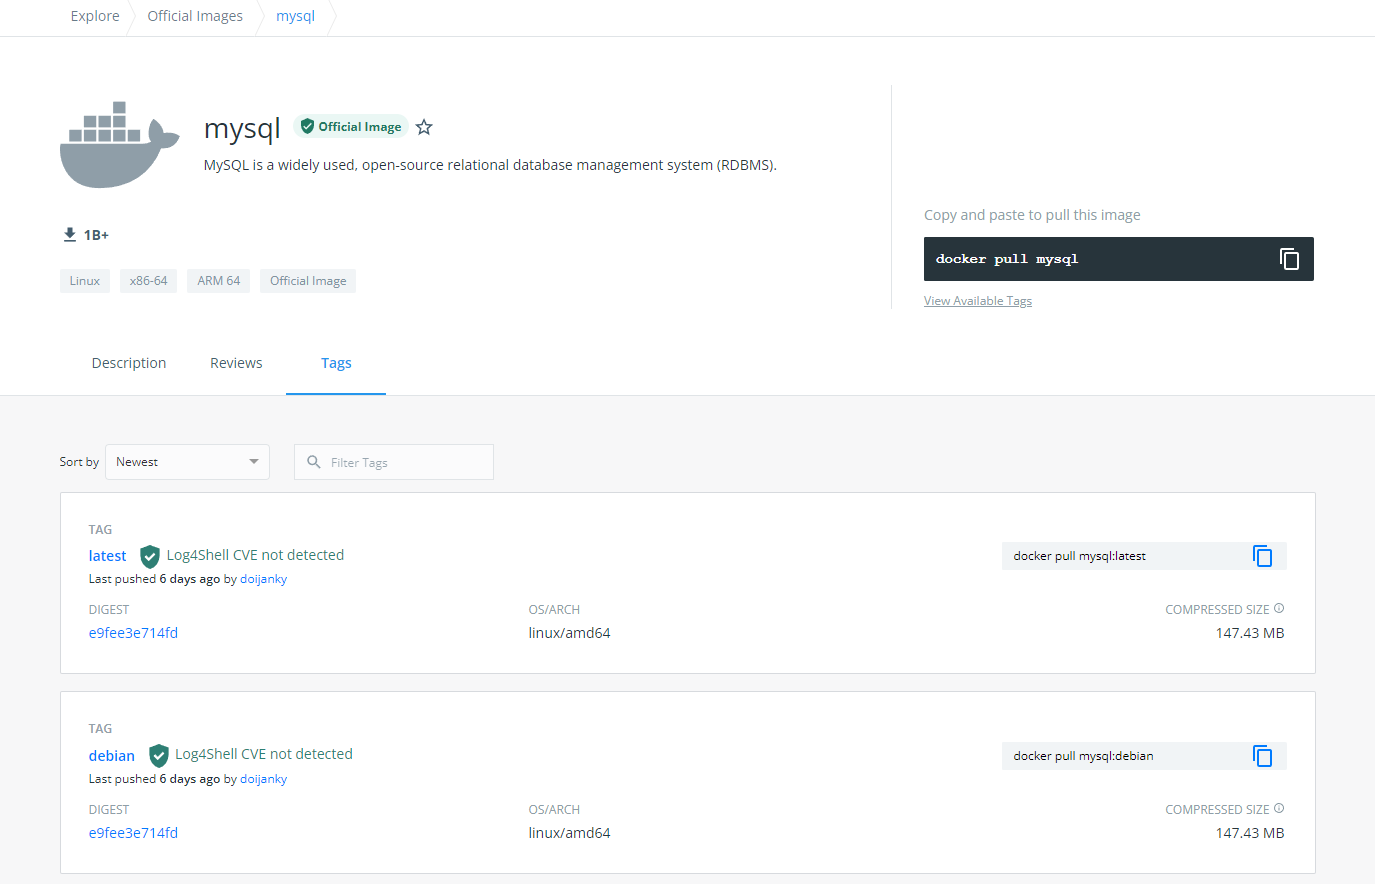 Explore Official Images mysql
mysql Official Image
MySQL is a widely used, open-source relational database management system (RDBMS).
1B+
Linux x86-64 ARM 64 Official Image
Copy and paste to pull this image
docker pull mysql
View Available Tags
Description Reviews Tags
Sort by Newest Filter Tags
TAG
latest Log4Shell CVE not detected
docker pull mysql:latest
Last pushed 6 days ago by doijanky
DIGEST OS/ARCH COMPRESSED SIZE
e9fee3e714fd linux/amd64 147.43 MB
TAG
debian Log4Shell CVE not detected
docker pull mysql:debian
Last pushed 6 days ago by doijanky
DIGEST OS/ARCH COMPRESSED SIZE
e9fee3e714fd linux/amd64 147.43 MB